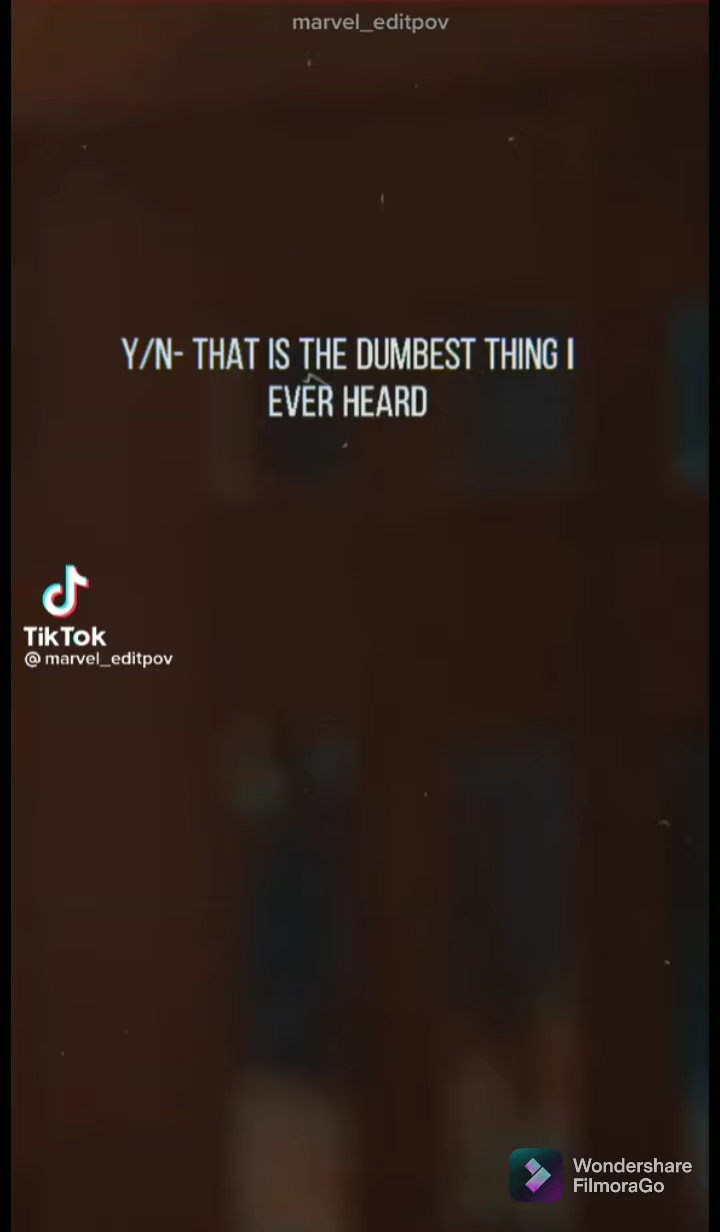 marvel_editpov
Y/N- THAT IS THE DUMBEST THING I
EVER HEARD
TikTok
@marvel_editpov
Wondershare
FilmoraGo